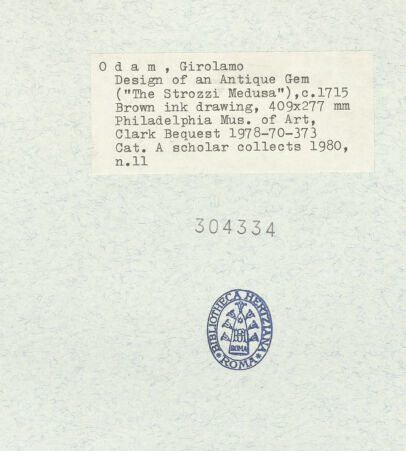 O d a m , Girolamo
Design of an Antique Gem
("The Strozzi Medusa"),c.1715
Brown ink drawing, 409x277 mm
Philadelphia Mus. of Art,
Clark Bequest 1978-70-373
Cat. A scholar collects 1980,
n.11
304334
BIBLIOTHECA HERTZIANA
ROMA
ROMA